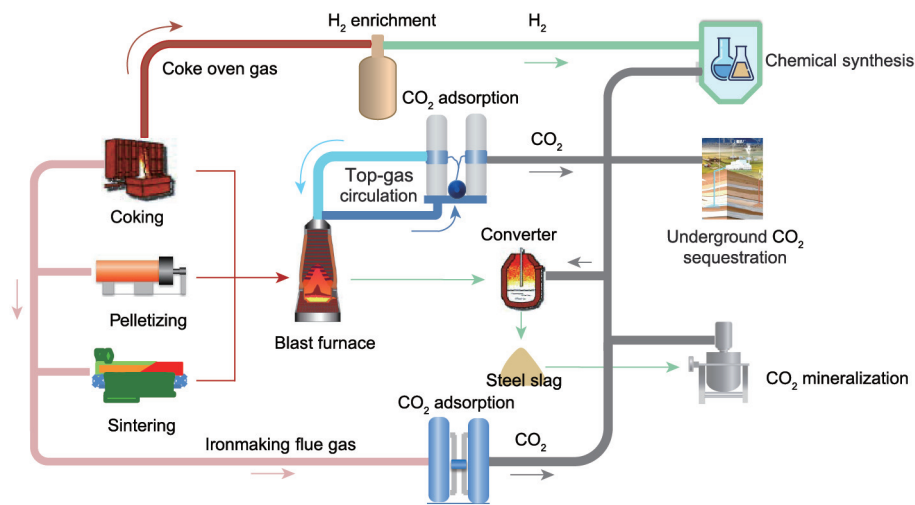 H₂ enrichment
H₂
Coke oven gas
Chemical synthesis
CO₂ adsorption
CO₂
Top-gas
circulation
Coking
Converter
Underground CO₂
sequestration
Pelletizing
Blast furnace
Steel slag
CO₂ mineralization
CO₂ adsorption
Sintering
Ironmaking flue gas
CO₂